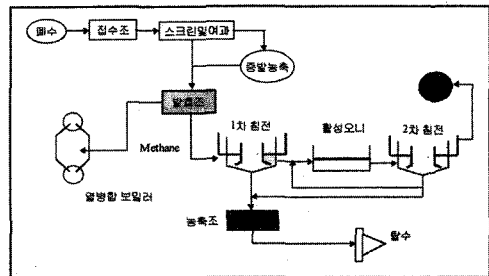 폐수
집수조
스크린및여과
증발농축
발효조
1차 침전
활성오니
2차 침전
Methane
열병합 보일러
농축조
탈수